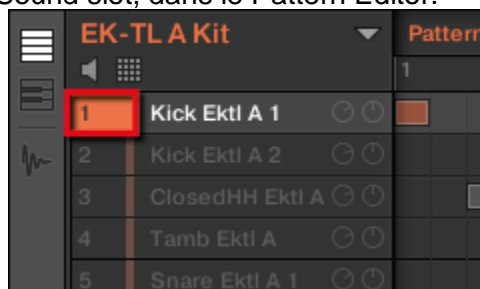 Sound slot, dans le Pattern Editor.
EK-TL A Kit
Pattern
1
1 Kick Ektl A 1
2 Kick Ektl A 2
3 ClosedHH Ektl A
4 Tamb Ektl A
5 Snare Ektl A 1